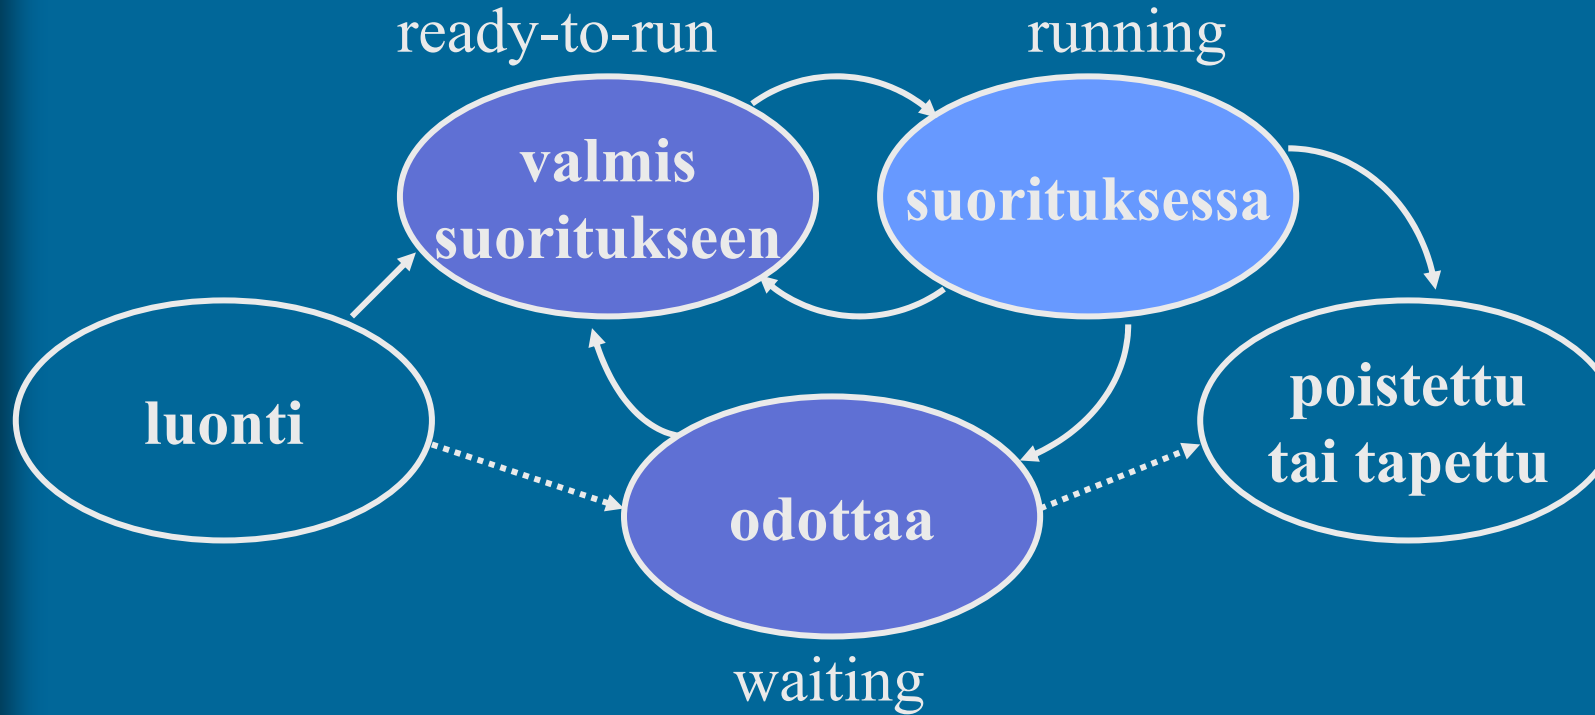 ready-to-run
running
valmis
suoritukseen
suorituksessa
luonti
poistettu
tai tapettu
odottaa
waiting